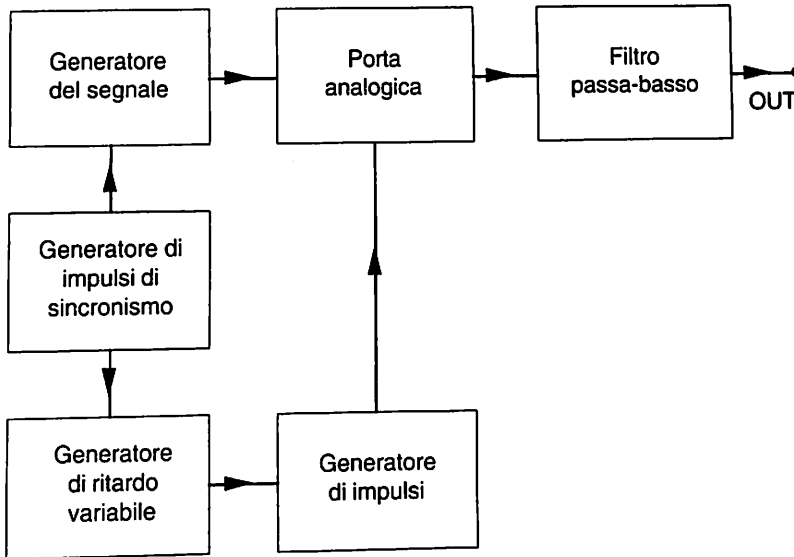 Generatore
del segnale
Porta
analogica
Filtro
passa-basso
OUT
Generatore di
impulsi di
sincronismo
Generatore
di ritardo
variabile
Generatore
di impulsi